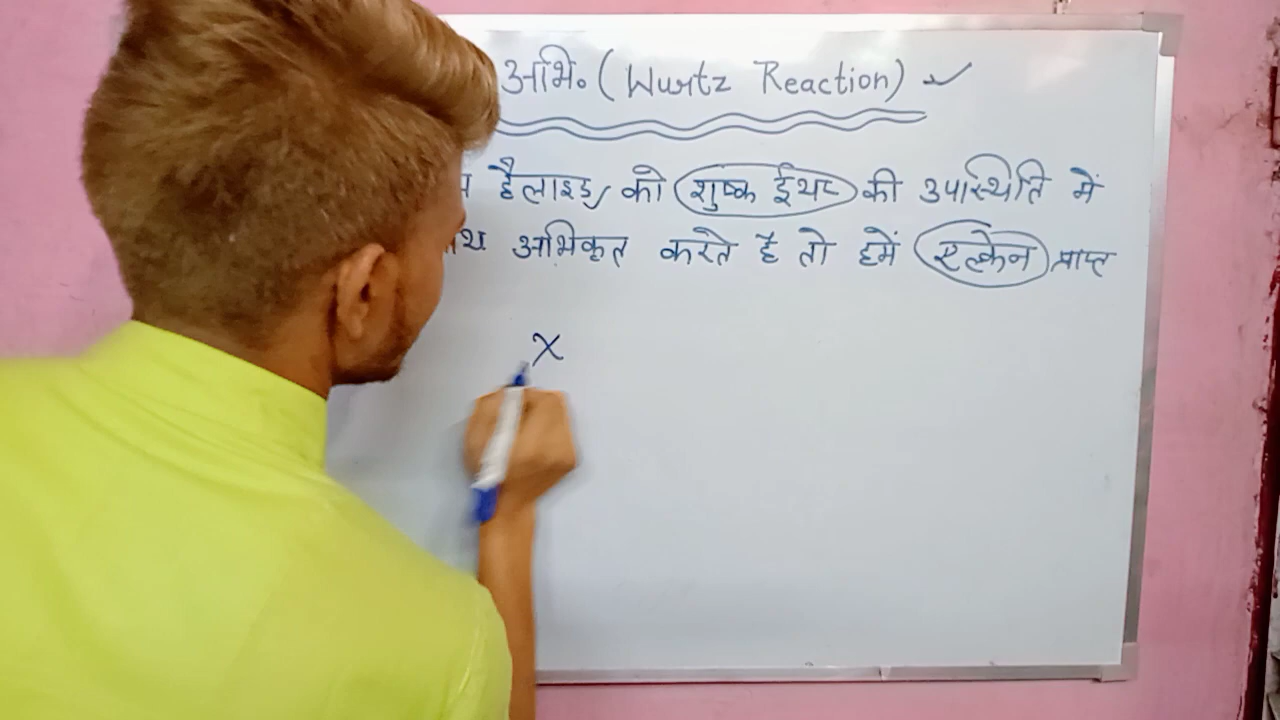 अभि० (Wurtz Reaction) ✓
हैलाइड को शुष्क ईथर की उपस्थिति में
अभिकृत करते है तो हमें एल्केन प्राप्त
X